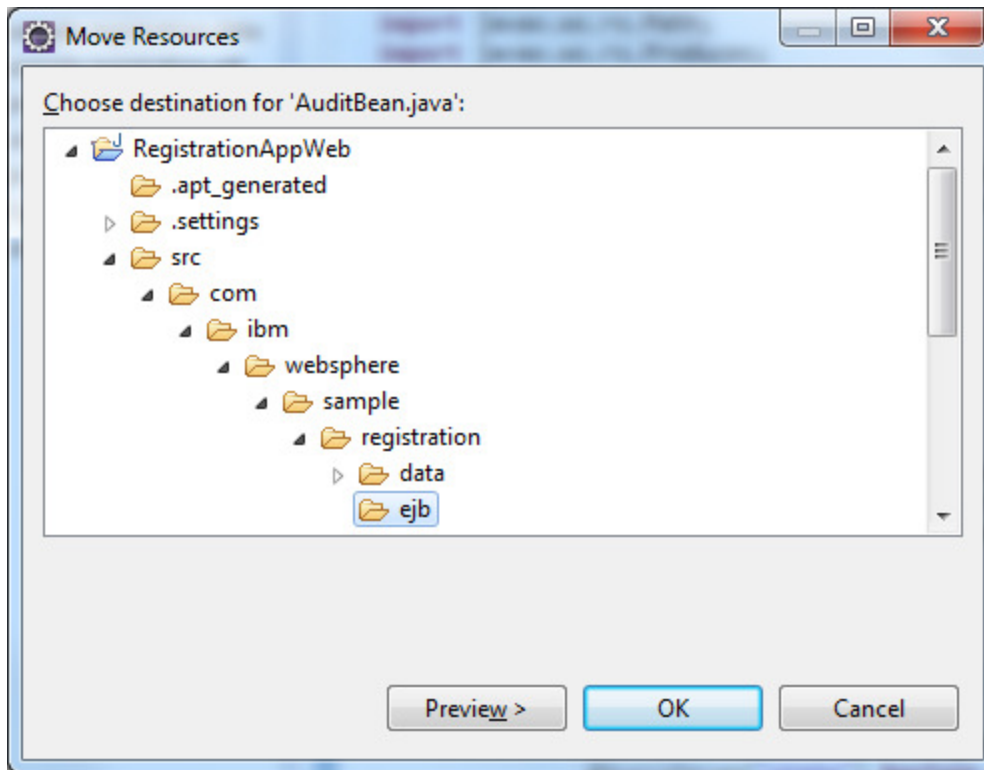 Move Resources
Choose destination for 'AuditBean.java':
RegistrationAppWeb
.apt_generated
.settings
src
com
ibm
websphere
sample
registration
data
ejb
Preview >
OK
Cancel